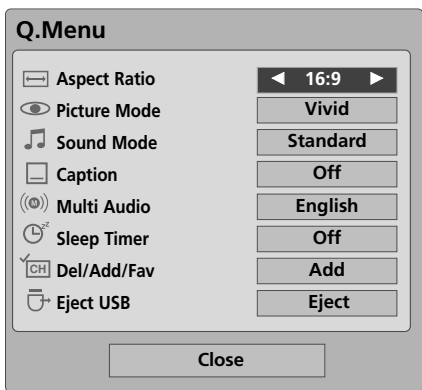 Q.Menu
Aspect Ratio ◄ 16:9 ►
Picture Mode Vivid
Sound Mode Standard
Caption Off
Multi Audio English
Sleep Timer Off
Del/Add/Fav Add
Eject USB Eject
Close